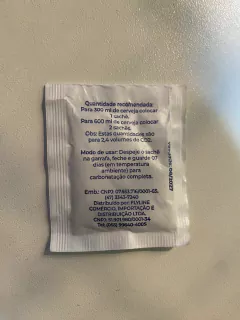 Quantidade recomendada:
Para 300 ml de cerveja colocar
1 sachê.
Para 600 ml de cerveja colocar
2 sachês.
Obs: Estas quantidades são
para 2,4 volumes de CO2.
Modo de usar: Despeje o sachê
na garrafa, feche e guarde 07
dias (em temperatura
ambiente) para
carbonatação completa.
Emb.: CNPJ
Distribuído por: FLYLINE
COMERCIO, IMPORTAÇÃO E
DISTRIBUIÇÃO LTDA.